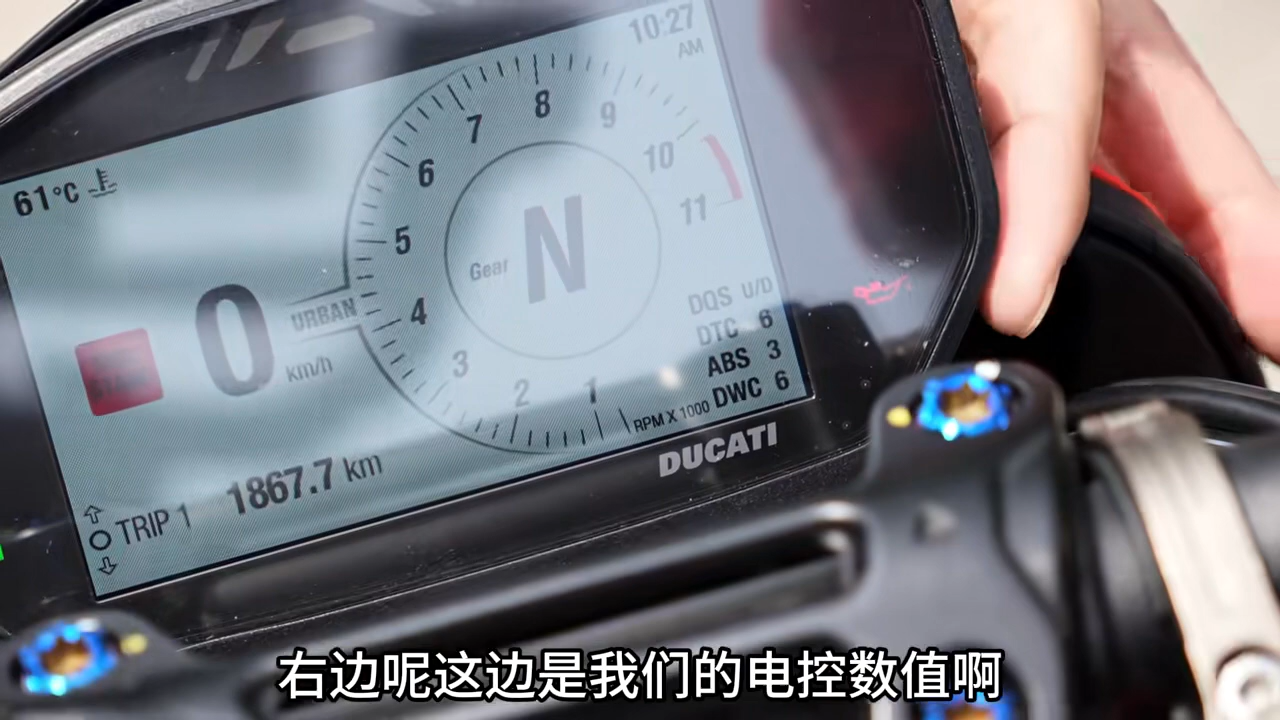 10:27
AM
61°C
8
7
9
6
10
5
11
4
3
2
1
Gear
N
0
URBAN
km/h
DQS U/D
DTC 6
ABS 3
DWC 6
RPM X 1000
DUCATI
TRIP 1 1867.7 km
右边呢这边是我们的电控数值啊